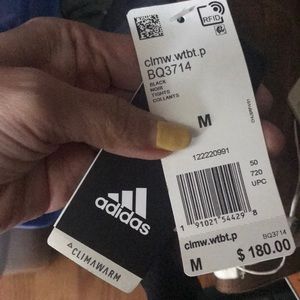 RFID
clmw.wtbt.p
BQ3714
BLACK
NOIR
TIGHTS
COLLANTS
M
122220991
50
720
UPC
1 91021 54429 8
clmw.wtbt.p
BQ3714
M
$ 180.00
adidas
CLIMAWARM